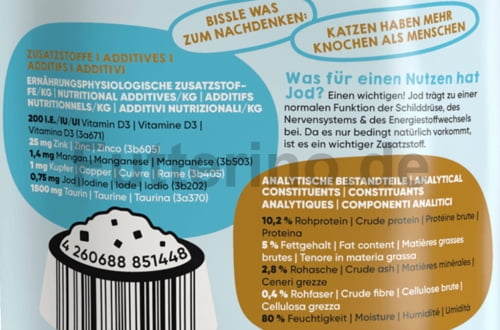 BISSLE WAS
ZUM NACHDENKEN:
KATZEN HABEN MEHR
KNOCHEN ALS MENSCHEN
ZUSATZSTOFFE I ADDITIVES I
ADDITIFS I ADDITIVI
ERNÄHRUNGSPHYSIOLOGISCHE ZUSATZSTOF-
FE/KG | NUTRITIONAL ADDITIVES/KG | ADDITIFS
NUTRITIONNELS/KG | ADDITIVI NUTRIZIONALI/KG
200 I.E./IU/UI Vitamin D3 | Vitamine D3 |
Vitamina D3 (3a671)
25 mg Zink | Zinc | Zinco (3b605)
1,4 mg Mangan | Manganese | Manganèse (3b503)
1 mg Kupfer | Copper | Cuivre | Rame (3b405)
0,75 mg Jod | Iodine | Iode | Iodio (3b202)
1500 mg Taurin | Taurine | Taurina (3a370)
Was für einen Nutzen hat
Jod? Einen wichtigen! Jod trägt zu einer
normalen Funktion der Schilddrüse, des
Nervensystems & des Energiestoffwechsels
bei. Da es nur bedingt natürlich vorkommt,
ist es ein wichtiger Zusatzstoff.
ANALYTISCHE BESTANDTEILE | ANALYTICAL
CONSTITUENTS | CONSTITUANTS
ANALYTIQUES | COMPONENTI ANALITICI
10,2 % Rohprotein | Crude protein | Protéine brute |
Proteina
5 % Fettgehalt | Fat content | Matières grasses
brutes | Tenore in materia grassa
2,8 % Rohasche | Crude ash | Matières minérales |
Ceneri grezze
0,4 % Rohfaser | Crude fibre | Cellulose brute |
Cellulosa grezza
80 % Feuchtigkeit | Moisture | Humidité | Umidità
4 260688 851448